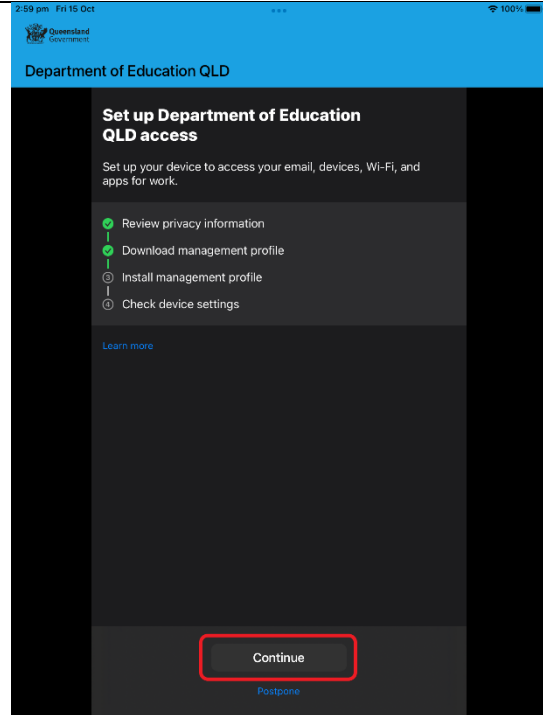 2:59 pm Fri 15 Oct
100%
Queensland
Government
Department of Education QLD
Set up Department of Education
QLD access
Set up your device to access your email, devices, Wi-Fi, and
apps for work.
Review privacy information
Download management profile
3 Install management profile
4 Check device settings
Learn more
Continue
Postpone